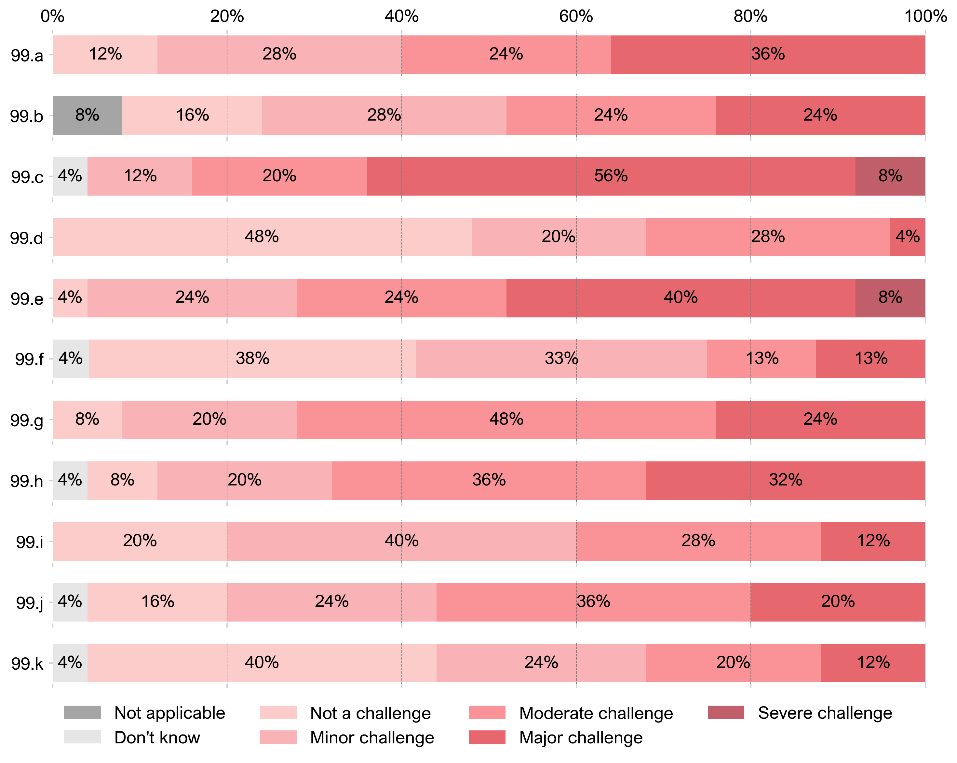 0% 20% 40% 60% 80% 100%
99.a 12% 28% 24% 36%
99.b 8% 16% 28% 24% 24%
99.c 4% 12% 20% 56% 8%
99.d 48% 20% 28% 4%
99.e 4% 24% 24% 40% 8%
99.f 4% 38% 33% 13% 13%
99.g 8% 20% 48% 24%
99.h 4% 8% 20% 36% 32%
99.i 20% 40% 28% 12%
99.j 4% 16% 24% 36% 20%
99.k 4% 40% 24% 20% 12%
Not applicable Not a challenge Moderate challenge Severe challenge
Don't know Minor challenge Major challenge